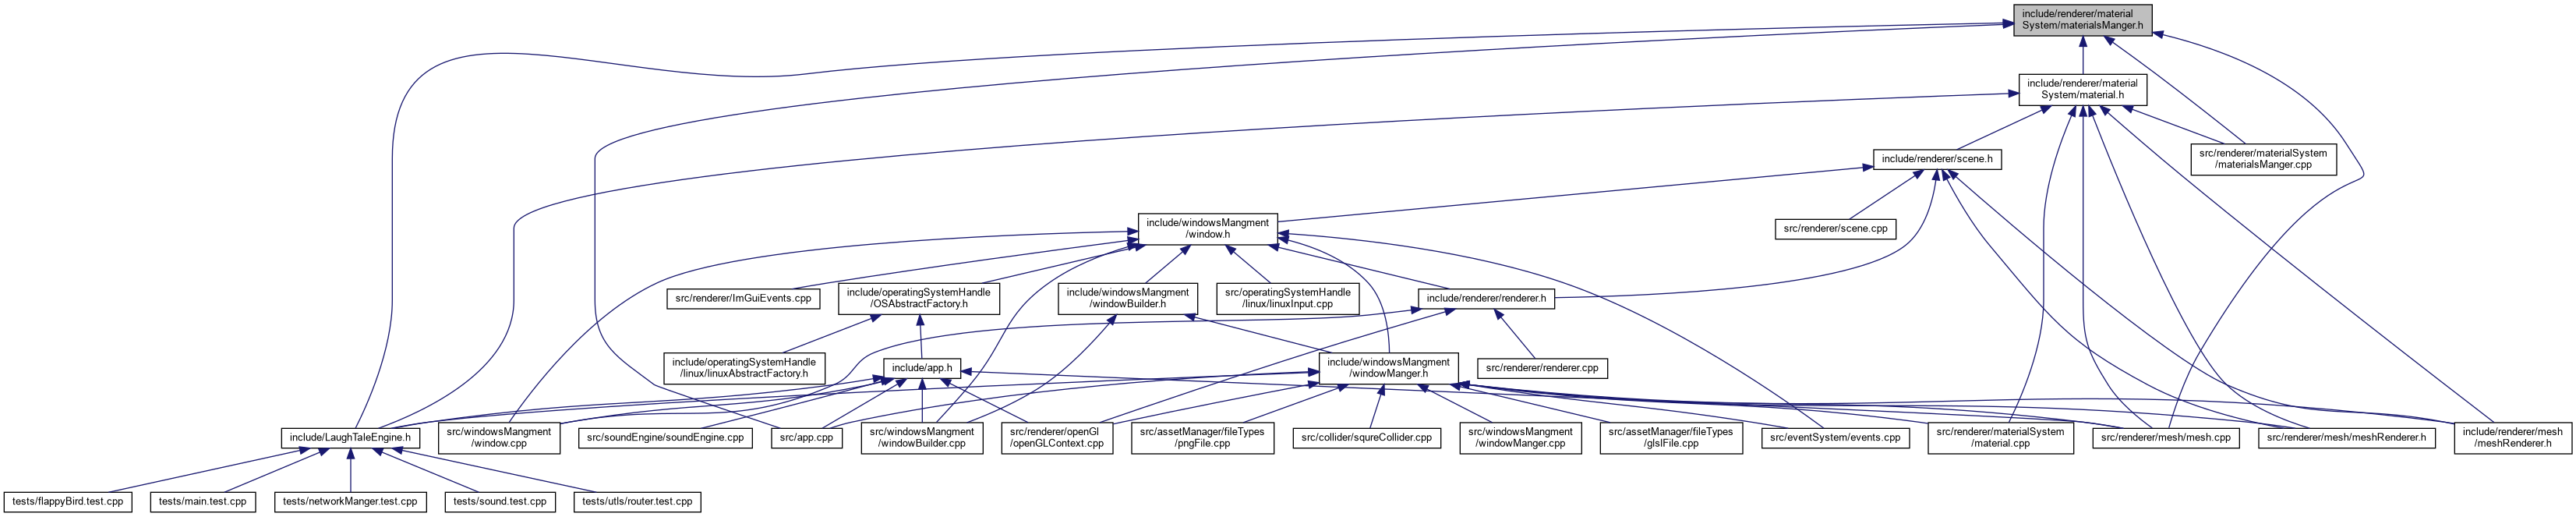 include/renderer/material
System/materialsManger.h
include/renderer/material
System/material.h
src/renderer/materialSystem
/materialsManger.cpp
include/renderer/scene.h
include/windowsMangment
/window.h
src/renderer/scene.cpp
src/renderer/ImGuiEvents.cpp
include/operatingSystemHandle
/OSAbstractFactory.h
include/windowsMangment
/windowBuilder.h
src/operatingSystemHandle
/linux/linuxInput.cpp
include/renderer/renderer.h
include/operatingSystemHandle
/linux/linuxAbstractFactory.h
include/app.h
include/windowsMangment
/windowManger.h
src/renderer/renderer.cpp
include/LaughTaleEngine.h
src/windowsMangment
/window.cpp
src/soundEngine/soundEngine.cpp
src/app.cpp
src/windowsMangment
/windowBuilder.cpp
src/renderer/openGl
/openGLContext.cpp
src/assetManager/fileTypes
/pngFile.cpp
src/collider/squreCollider.cpp
src/windowsMangment
/windowManger.cpp
src/assetManager/fileTypes
/glslFile.cpp
src/eventSystem/events.cpp
src/renderer/materialSystem
/material.cpp
src/renderer/mesh/mesh.cpp
src/renderer/mesh/meshRenderer.h
include/renderer/mesh
/meshRenderer.h
tests/flappyBird.test.cpp
tests/main.test.cpp
tests/networkManger.test.cpp
tests/sound.test.cpp
tests/utls/router.test.cpp